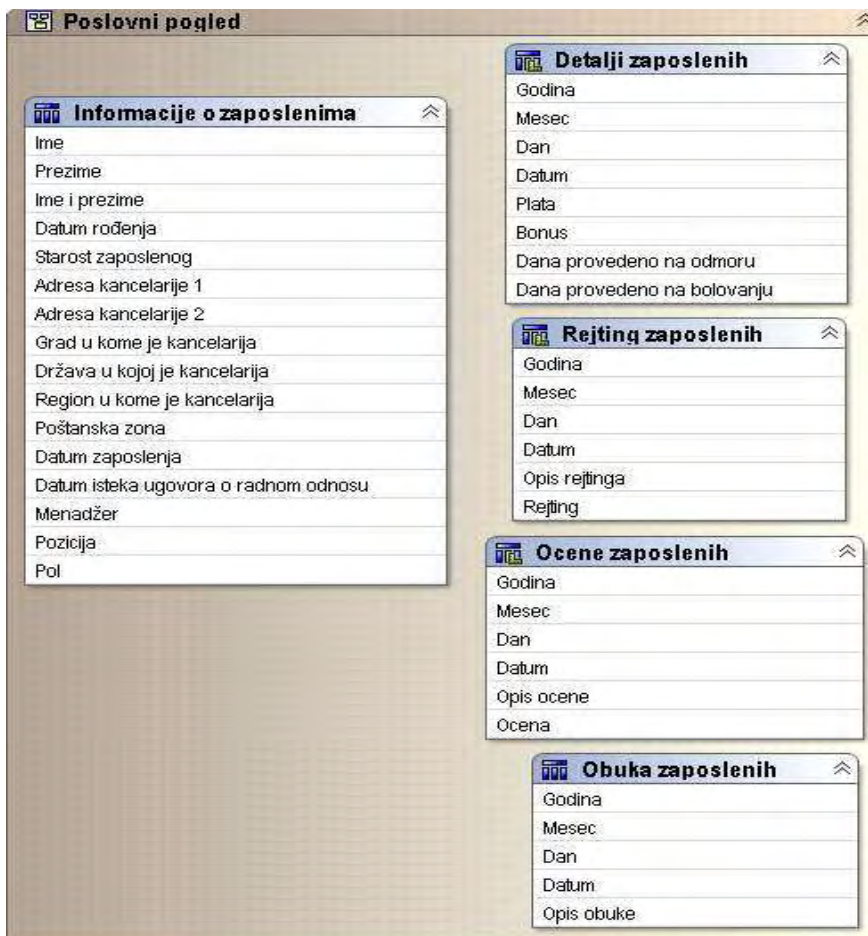 Poslovni pogled
Informacije o zaposlenima
Ime
Prezime
Ime i prezime
Datum rođenja
Starost zaposlenog
Adresa kancelarije 1
Adresa kancelarije 2
Grad u kome je kancelarija
Država u kojoj je kancelarija
Region u kome je kancelarija
Poštanska zona
Datum zaposlenja
Datum isteka ugovora o radnom odnosu
Menadžer
Pozicija
Pol
Detalji zaposlenih
Godina
Mesec
Dan
Datum
Plata
Bonus
Dana provedeno na odmoru
Dana provedeno na bolovanju
Rejting zaposlenih
Godina
Mesec
Dan
Datum
Opis rejtinga
Rejting
Ocene zaposlenih
Godina
Mesec
Dan
Datum
Opis ocene
Ocena
Obuka zaposlenih
Godina
Mesec
Dan
Datum
Opis obuke